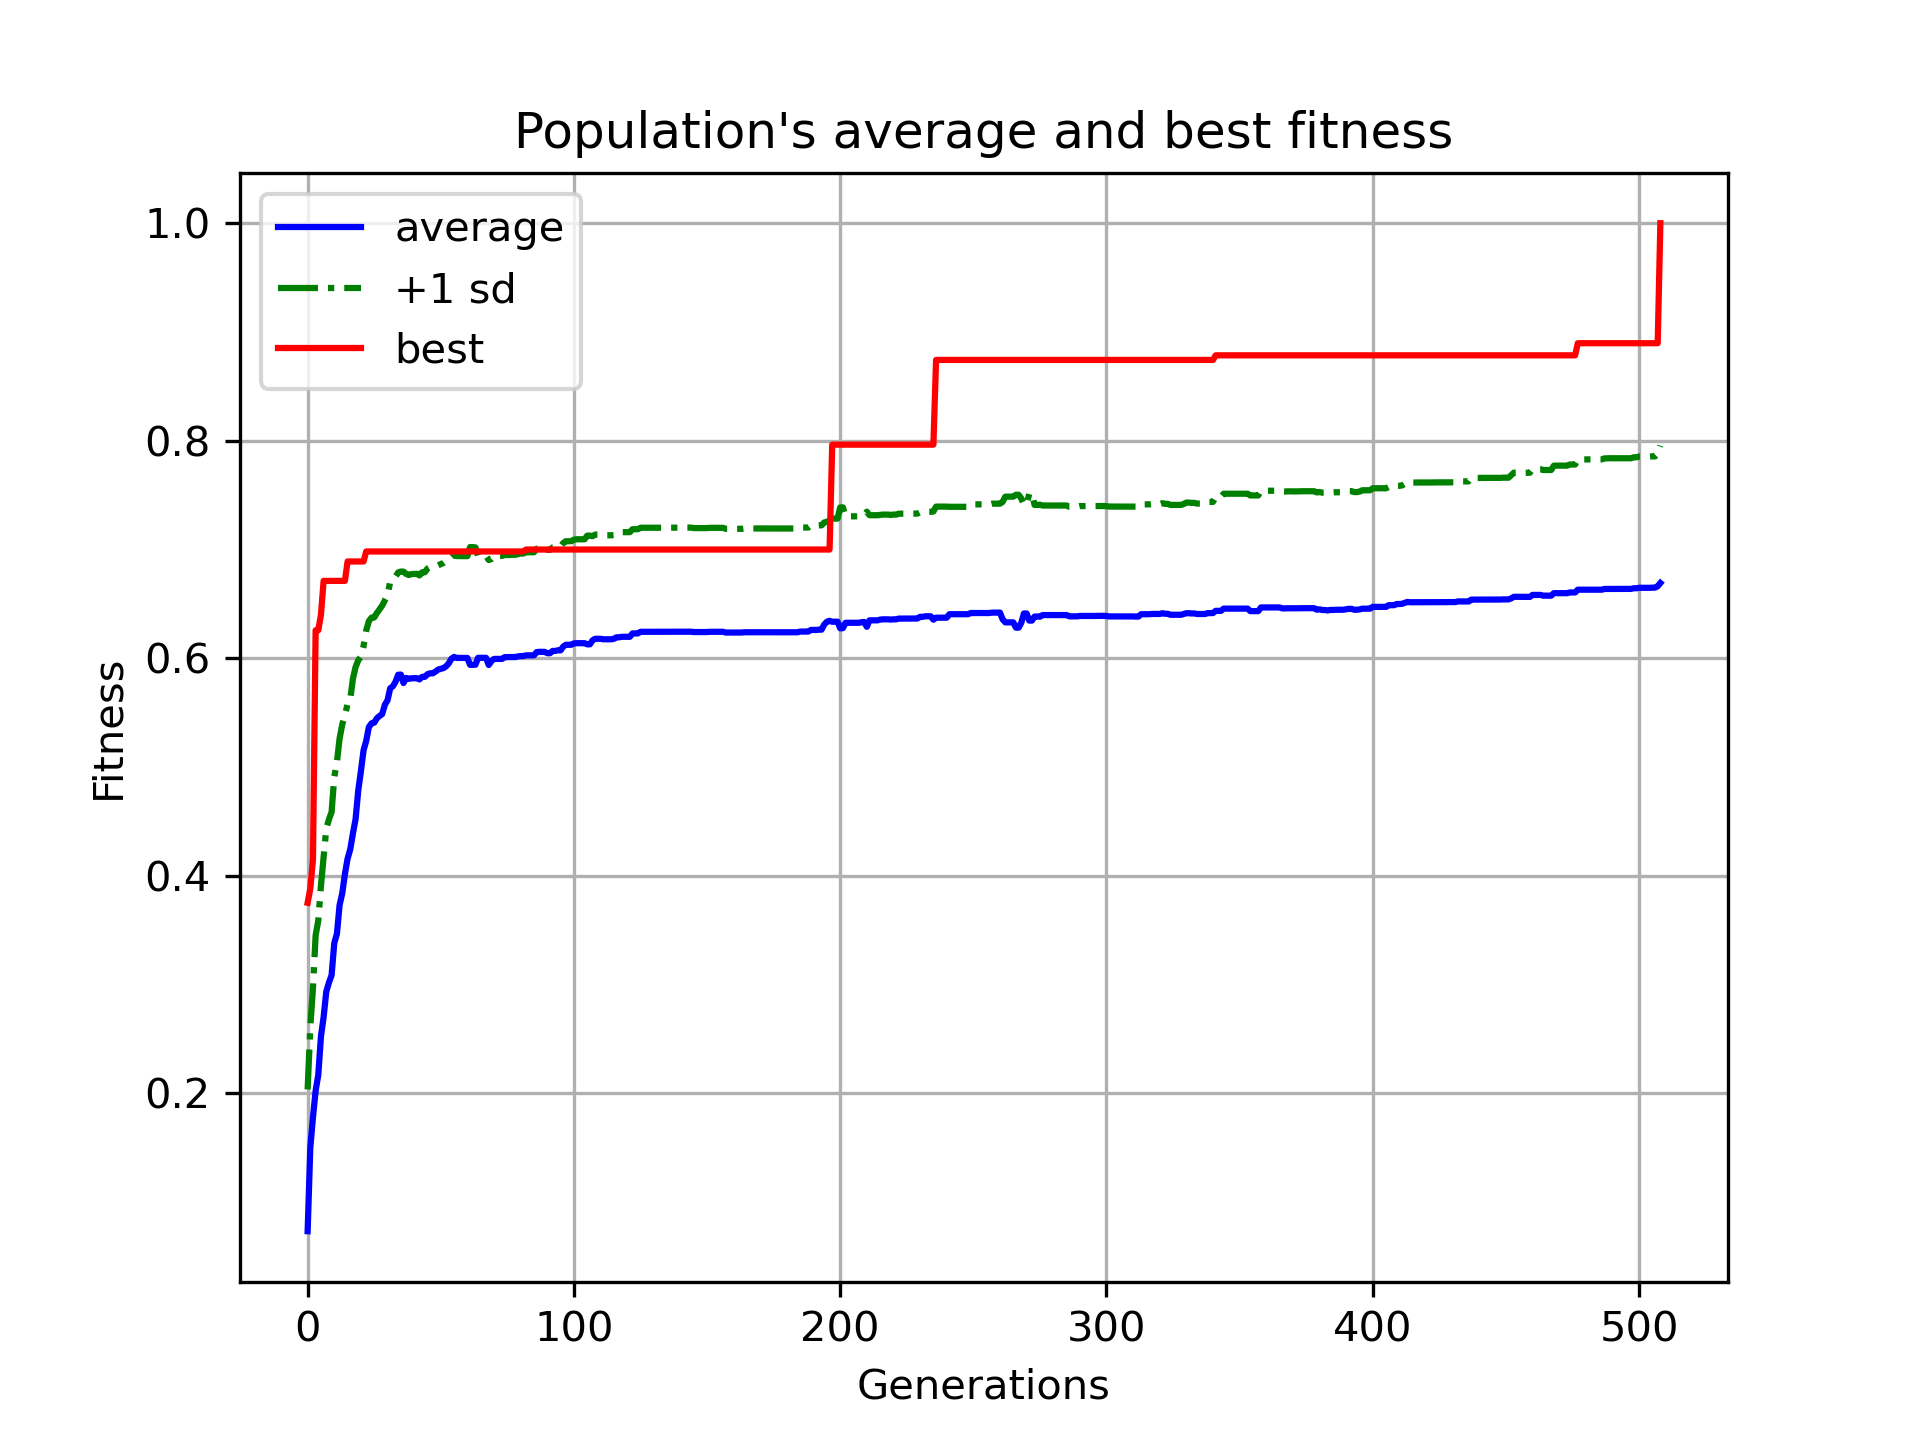 Population's average and best fitness
average
+1 sd
best
1.0
0.8
0.6
0.4
0.2
Fitness
0 100 200 300 400 500
Generations